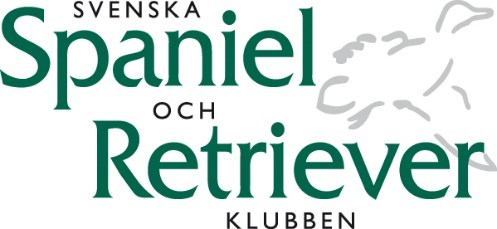 SVENSKA
Spaniel
OCH
Retriever
KLUBBEN